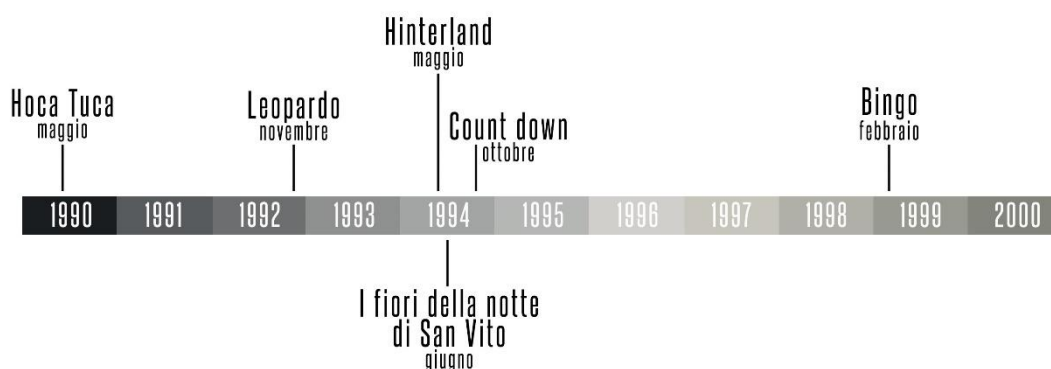 Hinterland
maggio
Hoca Tuca
maggio
Leopardo
novembre
Count down
ottobre
Bingo
febbraio
1990 1991 1992 1993 1994 1995 1996 1997 1998 1999 2000
I fiori della notte
di San Vito
giugno